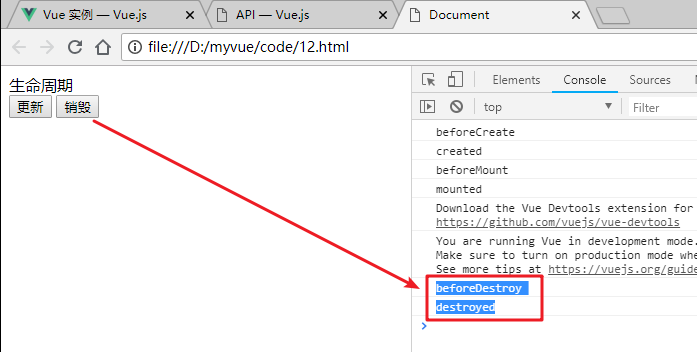 Vue 实例 — Vue.js
API — Vue.js
Document
file:///D:/myvue/code/12.html
生命周期
更新 销毁
Elements Console Sources
top Filter
beforeCreate
created
beforeMount
mounted
Download the Vue Devtools extension for
https://github.com/vuejs/vue-devtools
You are running Vue in development mode.
Make sure to turn on production mode whe
See more tips at https://vuejs.org/guide
beforeDestroy
destroyed